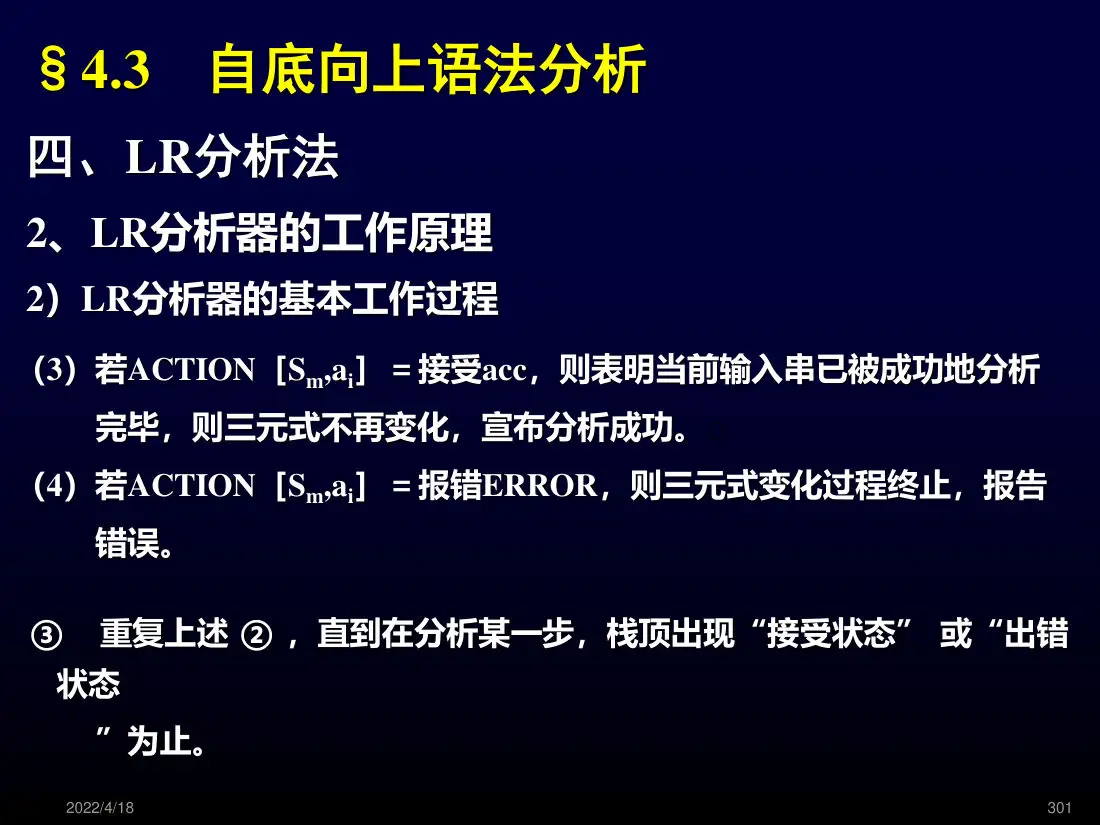 §4.3 自底向上语法分析
四、LR分析法
2、LR分析器的工作原理
2）LR分析器的基本工作过程
（3）若ACTION［Sm,ai］＝接受acc，则表明当前输入串已被成功地分析
完毕，则三元式不再变化，宣布分析成功。
（4）若ACTION［Sm,ai］＝报错ERROR，则三元式变化过程终止，报告
错误。
③ 重复上述 ② ，直到在分析某一步，栈顶出现“接受状态” 或“出错
状态
”为止。
2022/4/18
301